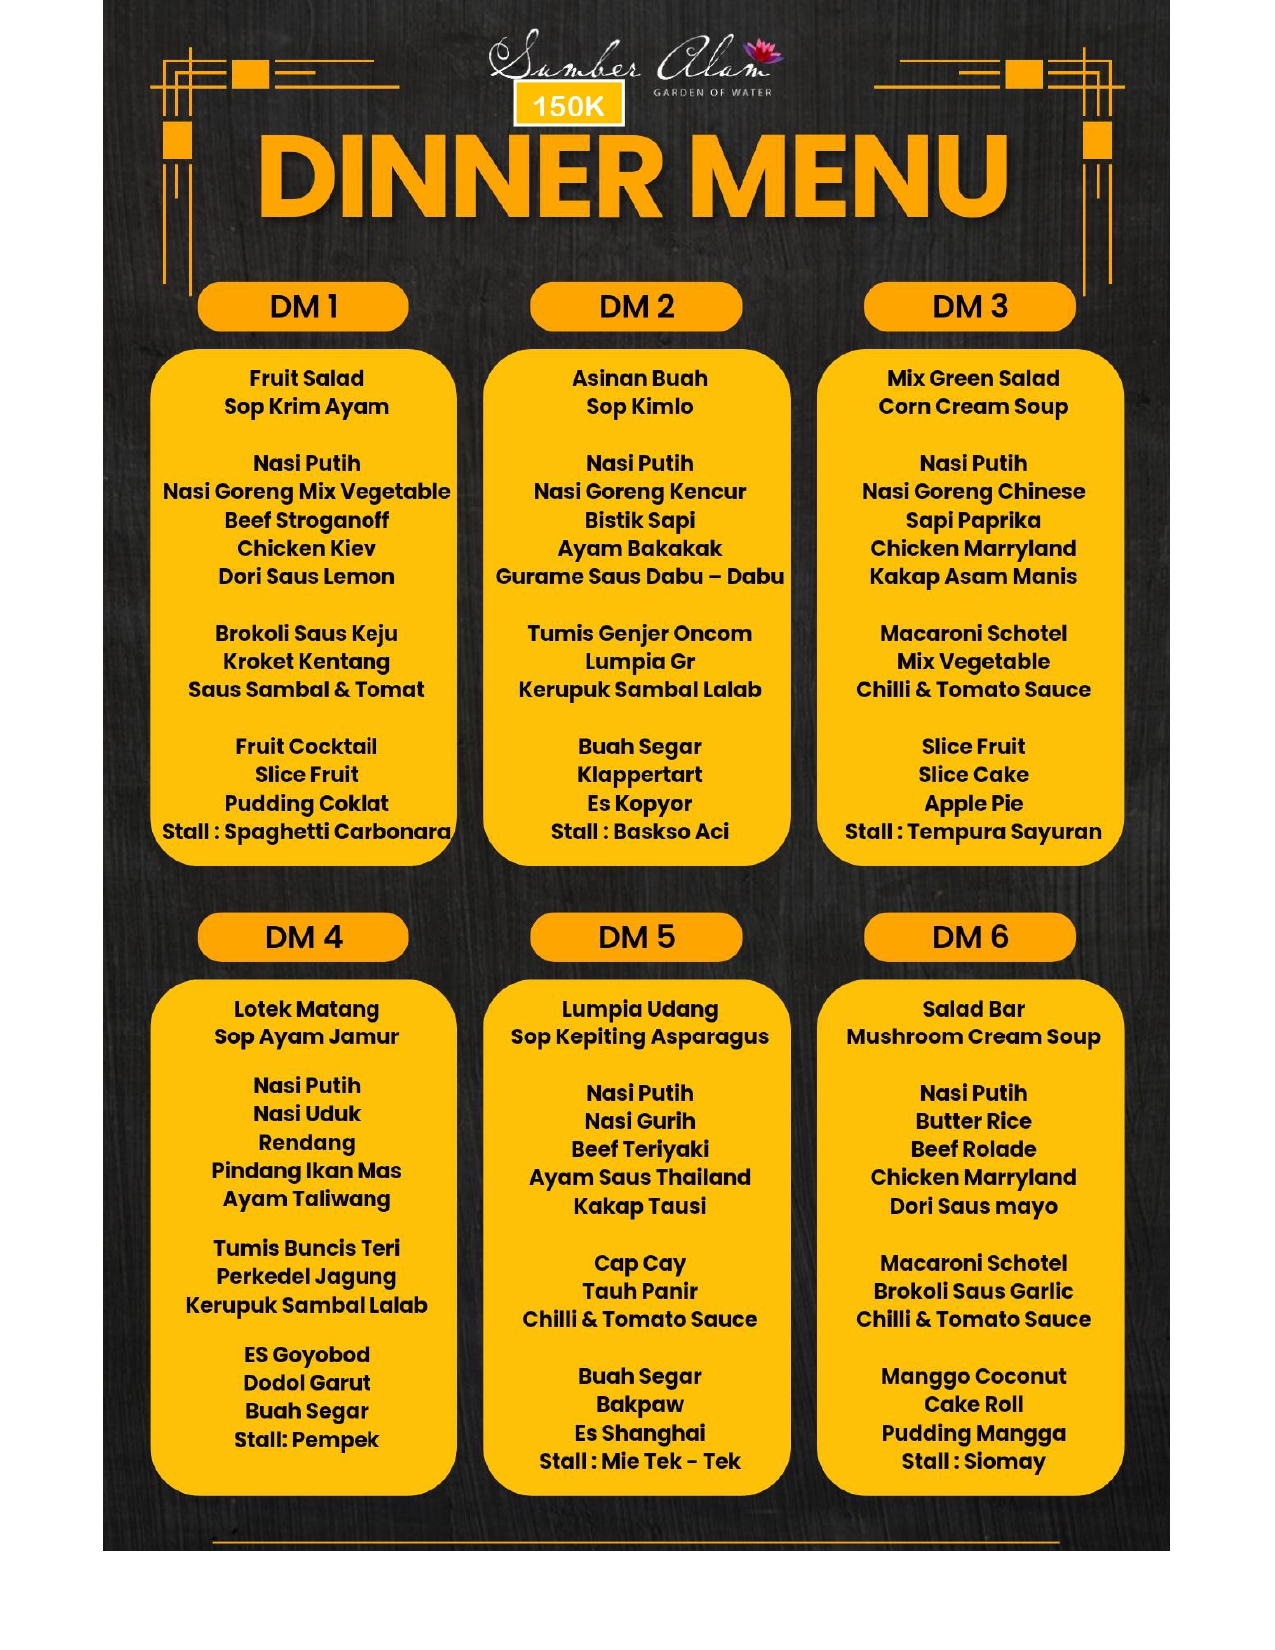 Sumber Alam
GARDEN OF WATER
150K
DINNER MENU
DM 1
Fruit Salad
Sop Krim Ayam
Nasi Putih
Nasi Goreng Mix Vegetable
Beef Stroganoff
Chicken Kiev
Dori Saus Lemon
Brokoli Saus Keju
Kroket Kentang
Saus Sambal & Tomat
Fruit Cocktail
Slice Fruit
Pudding Coklat
Stall : Spaghetti Carbonara
DM 2
Asinan Buah
Sop Kimlo
Nasi Putih
Nasi Goreng Kencur
Bistik Sapi
Ayam Bakakak
Gurame Saus Dabu – Dabu
Tumis Genjer Oncom
Lumpia Gr
Kerupuk Sambal Lalab
Buah Segar
Klappertart
Es Kopyor
Stall : Baskso Aci
DM 3
Mix Green Salad
Corn Cream Soup
Nasi Putih
Nasi Goreng Chinese
Sapi Paprika
Chicken Marryland
Kakap Asam Manis
Macaroni Schotel
Mix Vegetable
Chilli & Tomato Sauce
Slice Fruit
Slice Cake
Apple Pie
Stall : Tempura Sayuran
DM 4
Lotek Matang
Sop Ayam Jamur
Nasi Putih
Nasi Uduk
Rendang
Pindang Ikan Mas
Ayam Taliwang
Tumis Buncis Teri
Perkedel Jagung
Kerupuk Sambal Lalab
ES Goyobod
Dodol Garut
Buah Segar
Stall: Pempek
DM 5
Lumpia Udang
Sop Kepiting Asparagus
Nasi Putih
Nasi Gurih
Beef Teriyaki
Ayam Saus Thailand
Kakap Tausi
Cap Cay
Tauh Panir
Chilli & Tomato Sauce
Buah Segar
Bakpaw
Es Shanghai
Stall : Mie Tek - Tek
DM 6
Salad Bar
Mushroom Cream Soup
Nasi Putih
Butter Rice
Beef Rolade
Chicken Marryland
Dori Saus mayo
Macaroni Schotel
Brokoli Saus Garlic
Chilli & Tomato Sauce
Manggo Coconut
Cake Roll
Pudding Mangga
Stall : Siomay